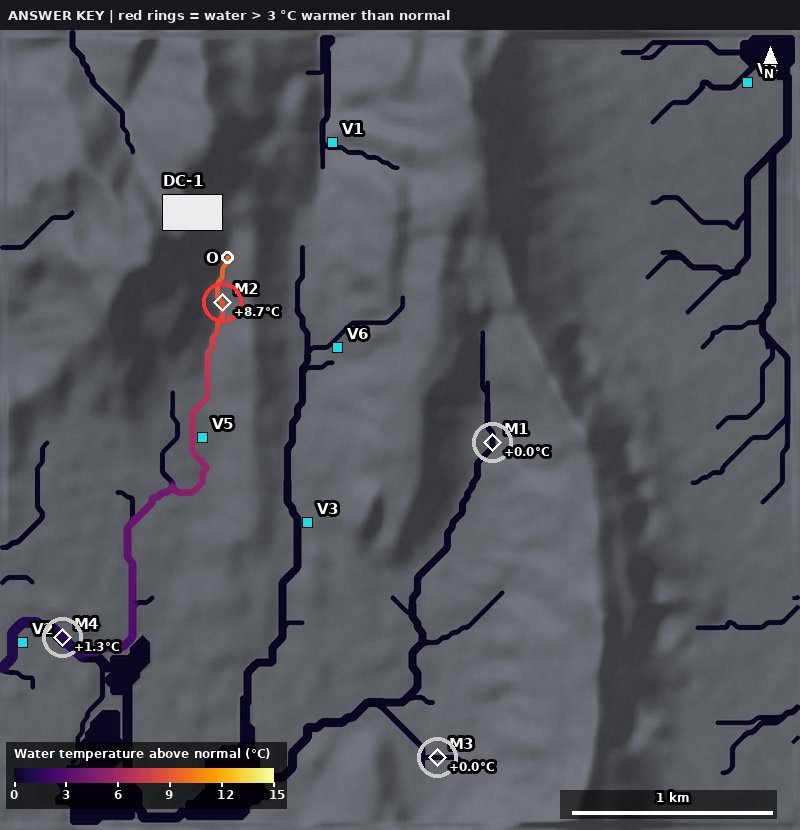 ANSWER KEY | red rings = water > 3 °C warmer than normal
N
V1
DC-1
O
M2
+8.7°C
V6
V5
M1
+0.0°C
V3
V2
M4
+1.3°C
M3
+0.0°C
Water temperature above normal (°C)
0 3 6 9 12 15
1 km